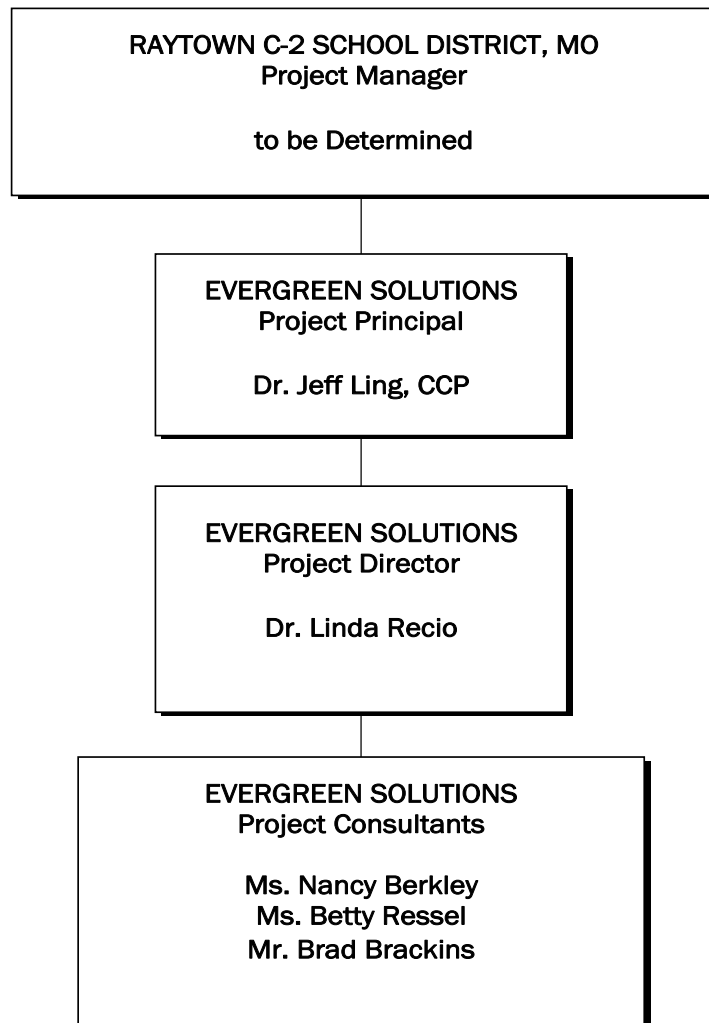 RAYTOWN C-2 SCHOOL DISTRICT, MO
Project Manager
to be Determined
EVERGREEN SOLUTIONS
Project Principal
Dr. Jeff Ling, CCP
EVERGREEN SOLUTIONS
Project Director
Dr. Linda Recio
EVERGREEN SOLUTIONS
Project Consultants
Ms. Nancy Berkley
Ms. Betty Ressel
Mr. Brad Brackins